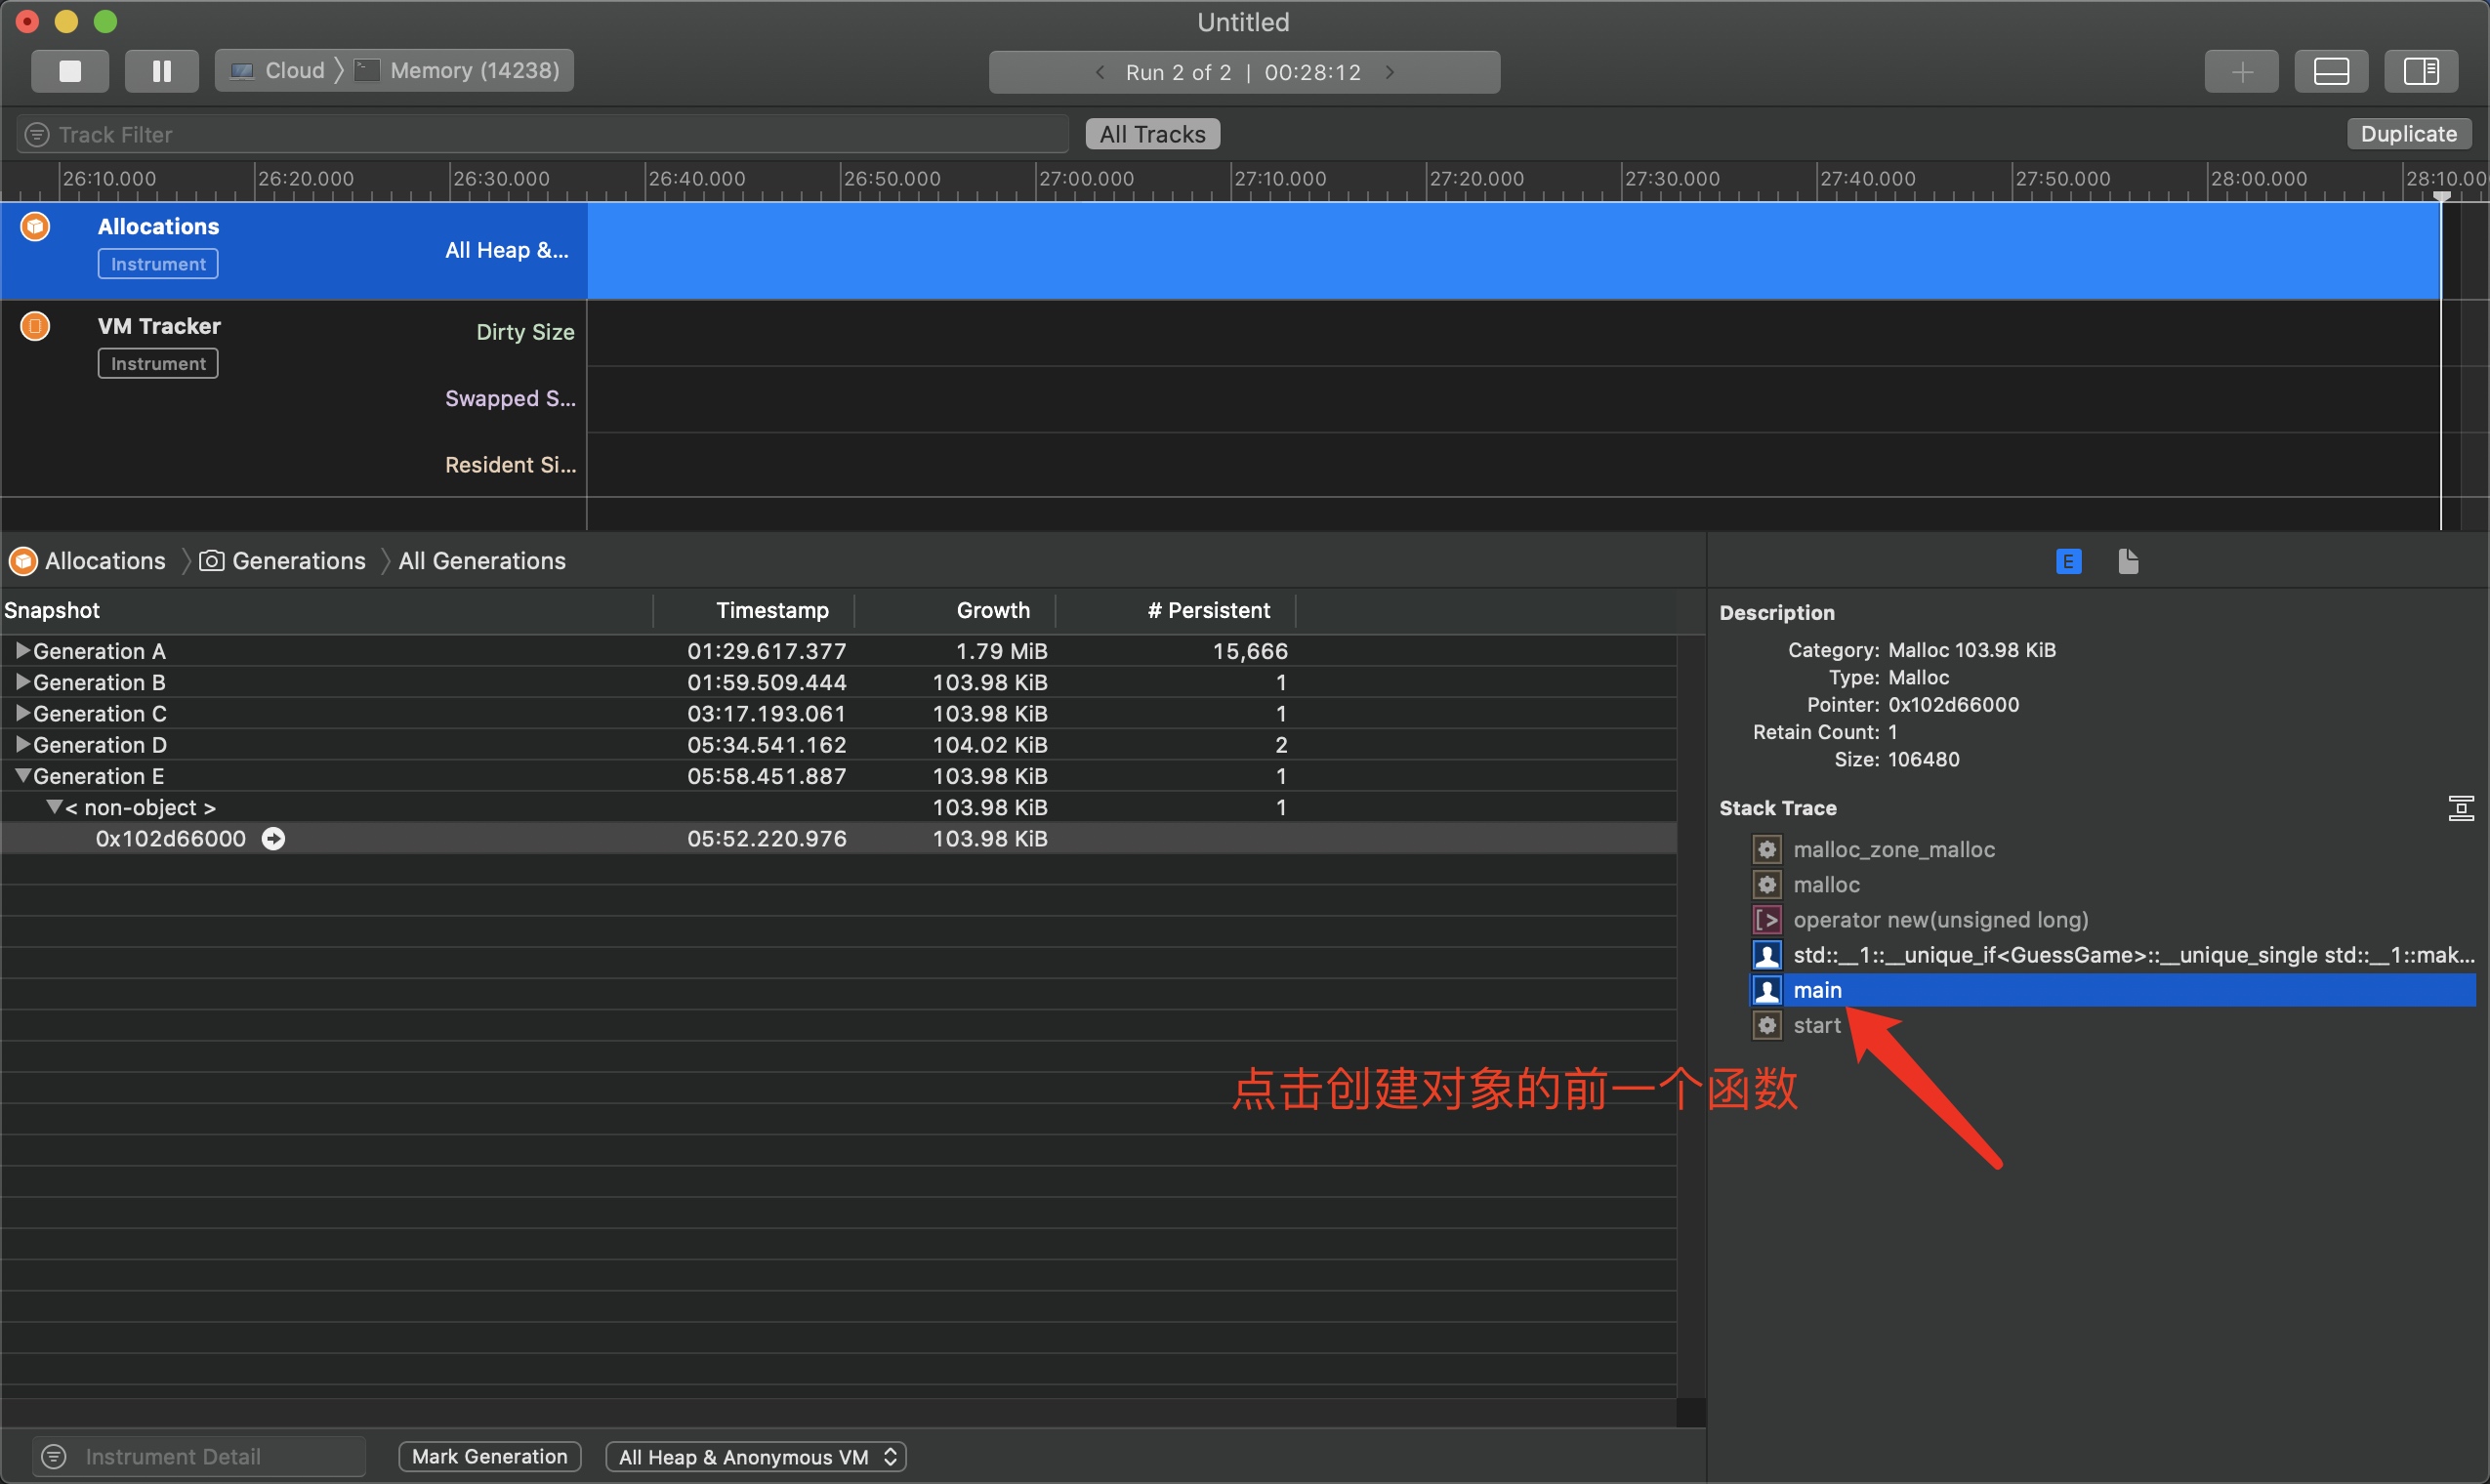 Untitled
Cloud Memory (14238)
Run 2 of 2 | 00:28:12
Track Filter
All Tracks
Duplicate
26:10.000 26:20.000 26:30.000 26:40.000 26:50.000 27:00.000 27:10.000 27:20.000 27:30.000 27:40.000 27:50.000 28:00.000 28:10.00
Allocations
Instrument
All Heap &...
VM Tracker
Instrument
Dirty Size
Swapped S...
Resident Si...
Allocations Generations All Generations
Snapshot Timestamp Growth # Persistent
Generation A 01:29.617.377 1.79 MiB 15,666
Generation B 01:59.509.444 103.98 KiB 1
Generation C 03:17.193.061 103.98 KiB 1
Generation D 05:34.541.162 104.02 KiB 2
Generation E 05:58.451.887 103.98 KiB 1
< non-object > 103.98 KiB 1
0x102d66000 05:52.220.976 103.98 KiB
E
Description
Category: Malloc 103.98 KiB
Type: Malloc
Pointer: 0x102d66000
Retain Count: 1
Size: 106480
Stack Trace
malloc_zone_malloc
malloc
operator new(unsigned long)
std::__1::__unique_if<GuessGame>::__unique_single std::__1::mak...
main
start
点击创建对象的前一个函数
Instrument Detail
Mark Generation
All Heap & Anonymous VM